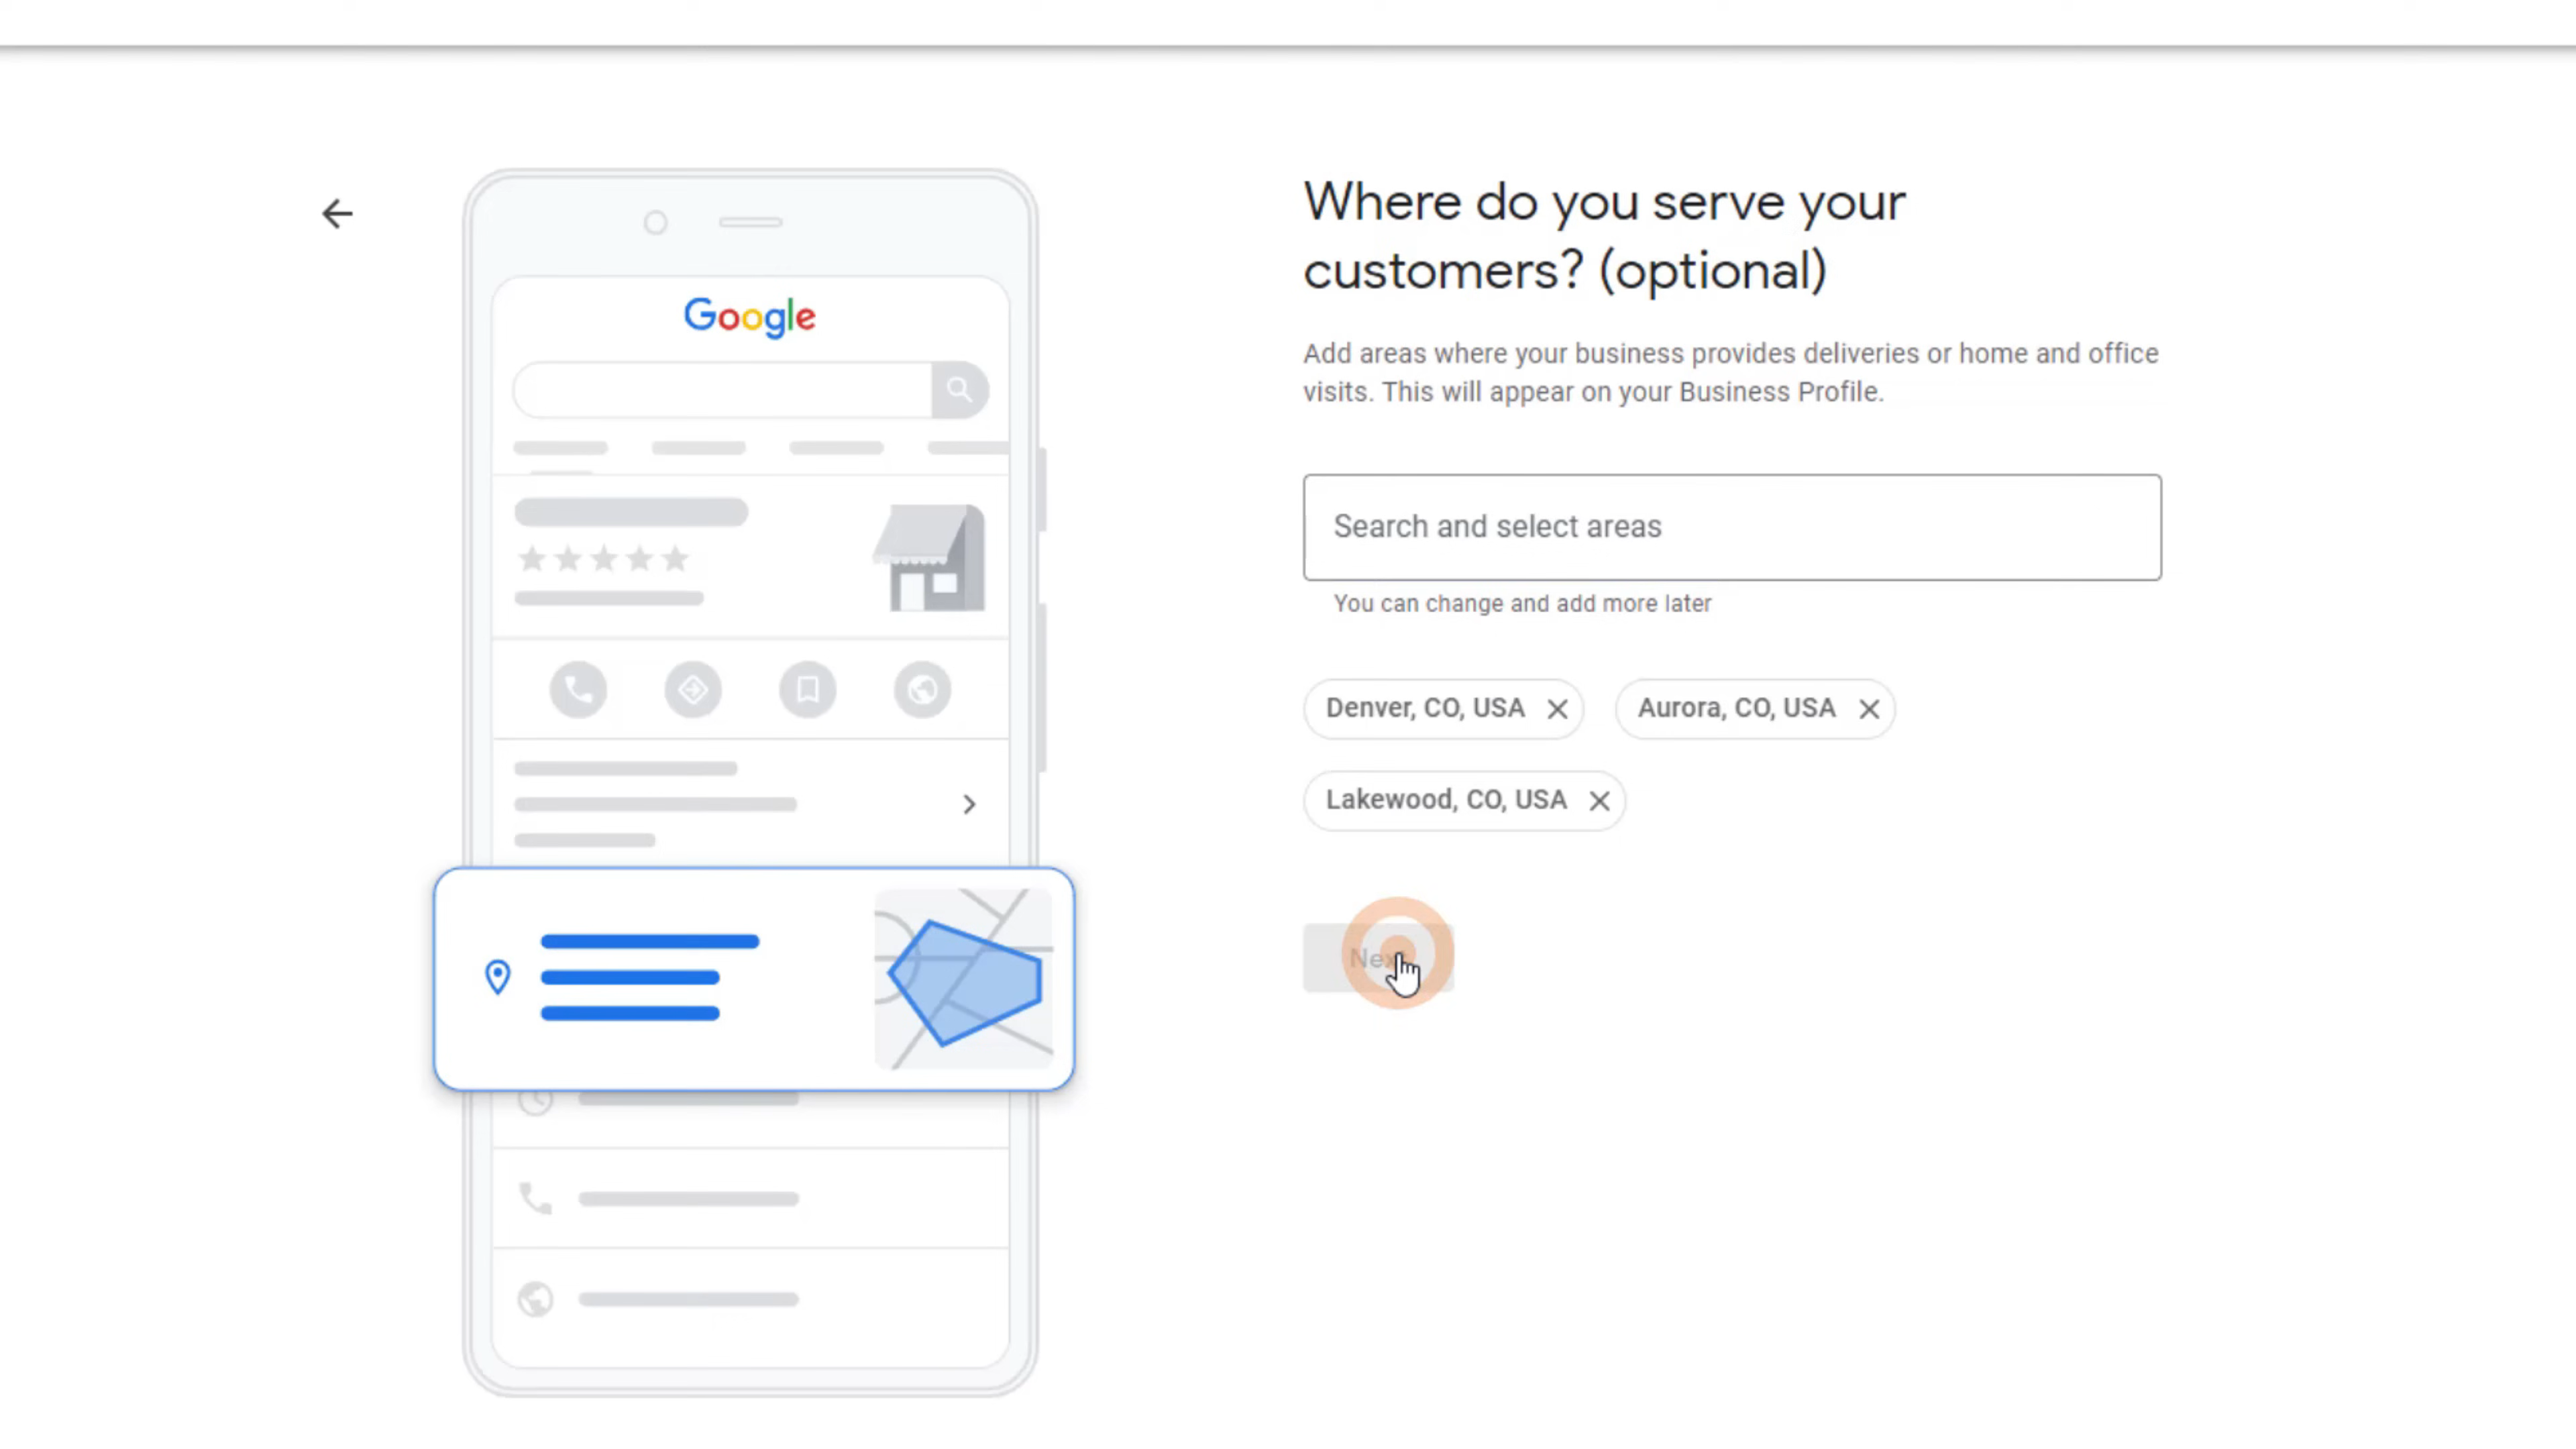 Google
Where do you serve your
customers? (optional)
Add areas where your business provides deliveries or home and office
visits. This will appear on your Business Profile.
Search and select areas
You can change and add more later
Denver, CO, USA
Aurora, CO, USA
Lakewood, CO, USA
Next